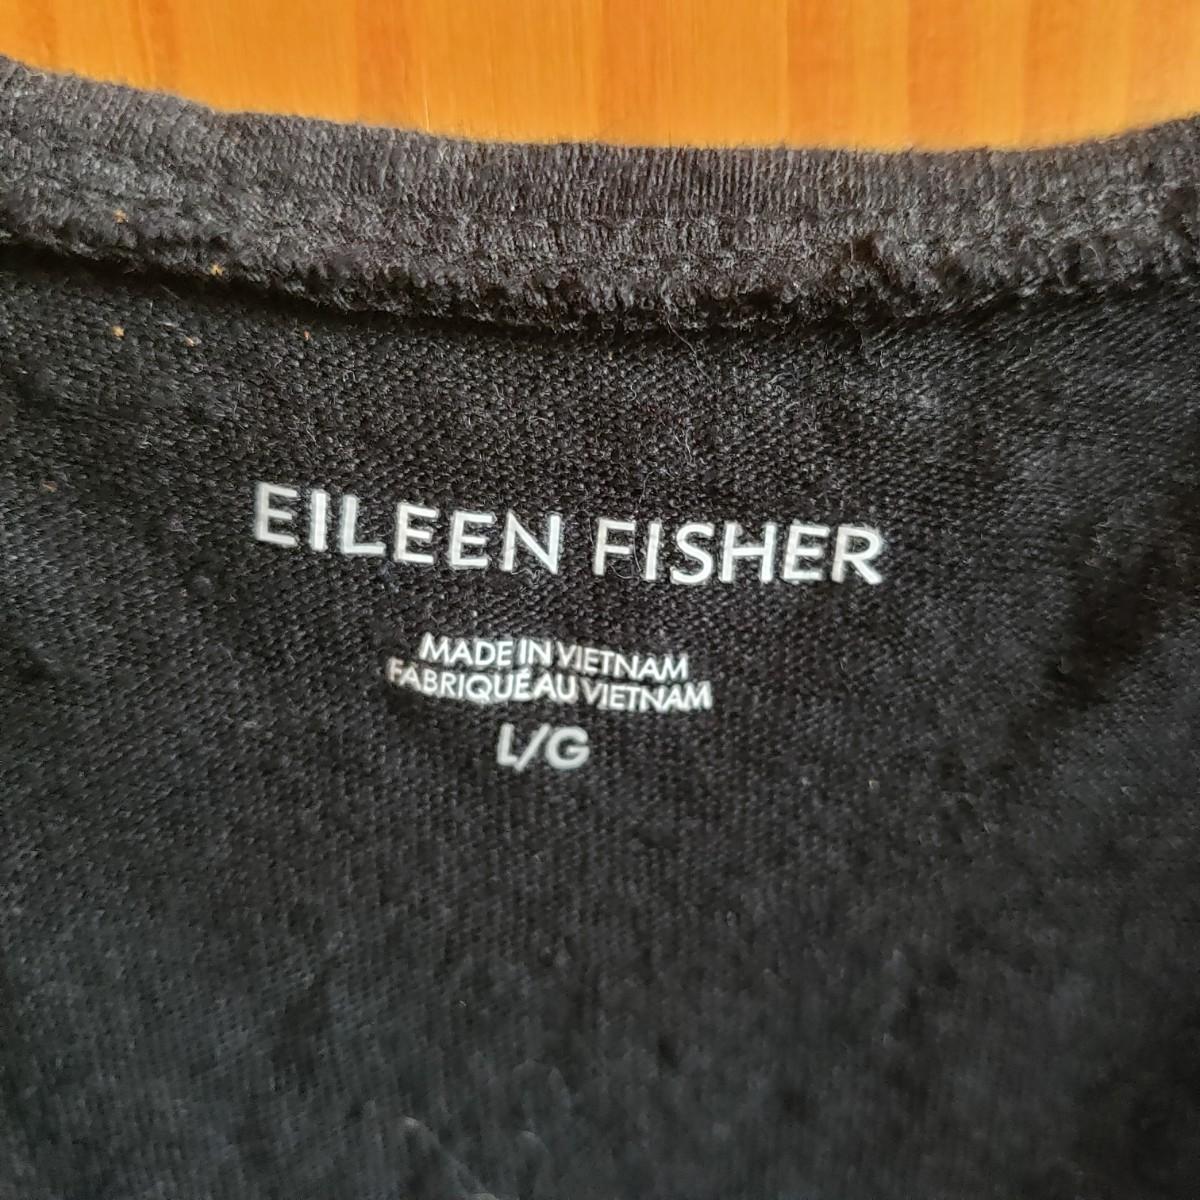 EILEEN FISHER
MADE IN VIETNAM
FABRIQUÉ AU VIETNAM
L/G